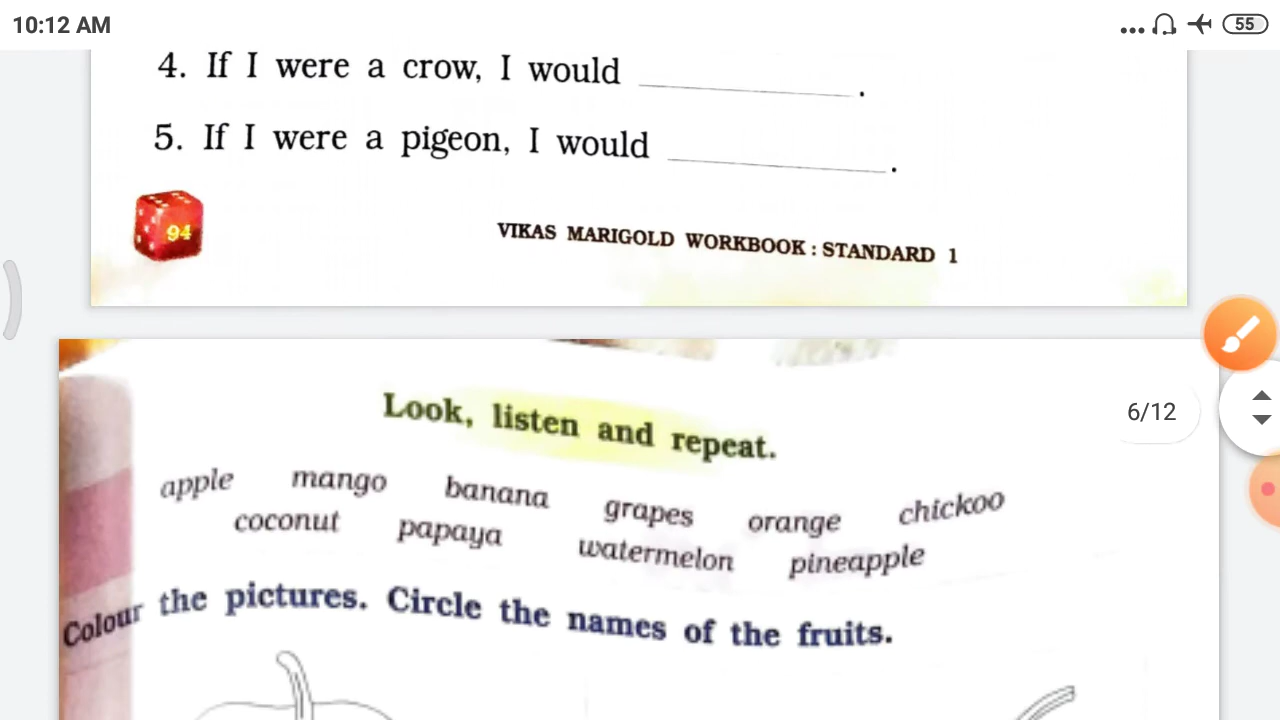 10:12 AM
55
4. If I were a crow, I would ____________.
5. If I were a pigeon, I would ____________.
94
VIKAS MARIGOLD WORKBOOK : STANDARD 1
6/12
Look, listen and repeat.
apple mango banana grapes orange chickoo
coconut papaya watermelon pineapple
Colour the pictures. Circle the names of the fruits.